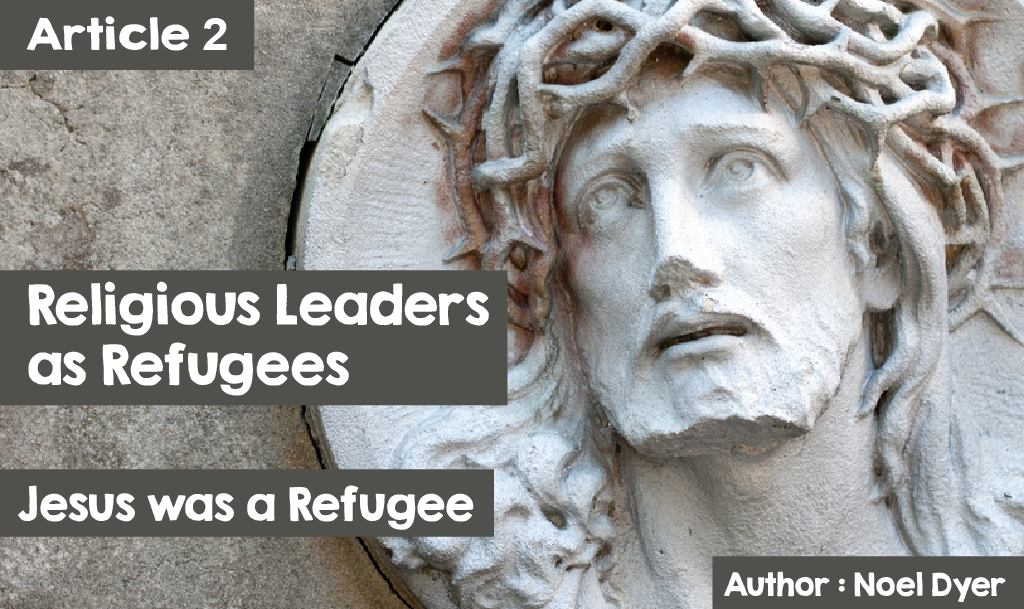 Article 2
Religious Leaders
as Refugees
Jesus was a Refugee
Author : Noel Dyer